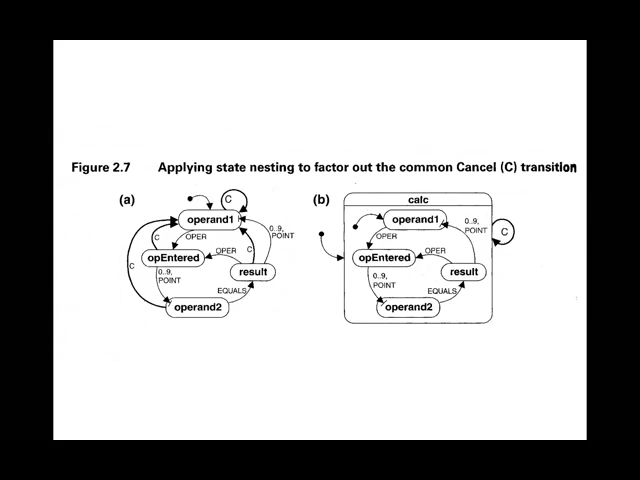 Figure 2.7 Applying state nesting to factor out the common Cancel (C) transition
(a)
C
operand1
0..9,
POINT
OPER
C
C
opEntered
OPER
C
result
0..9,
POINT
EQUALS
operand2
(b)
calc
operand1
0..9,
POINT
OPER
C
opEntered
OPER
result
0..9,
POINT
EQUALS
operand2